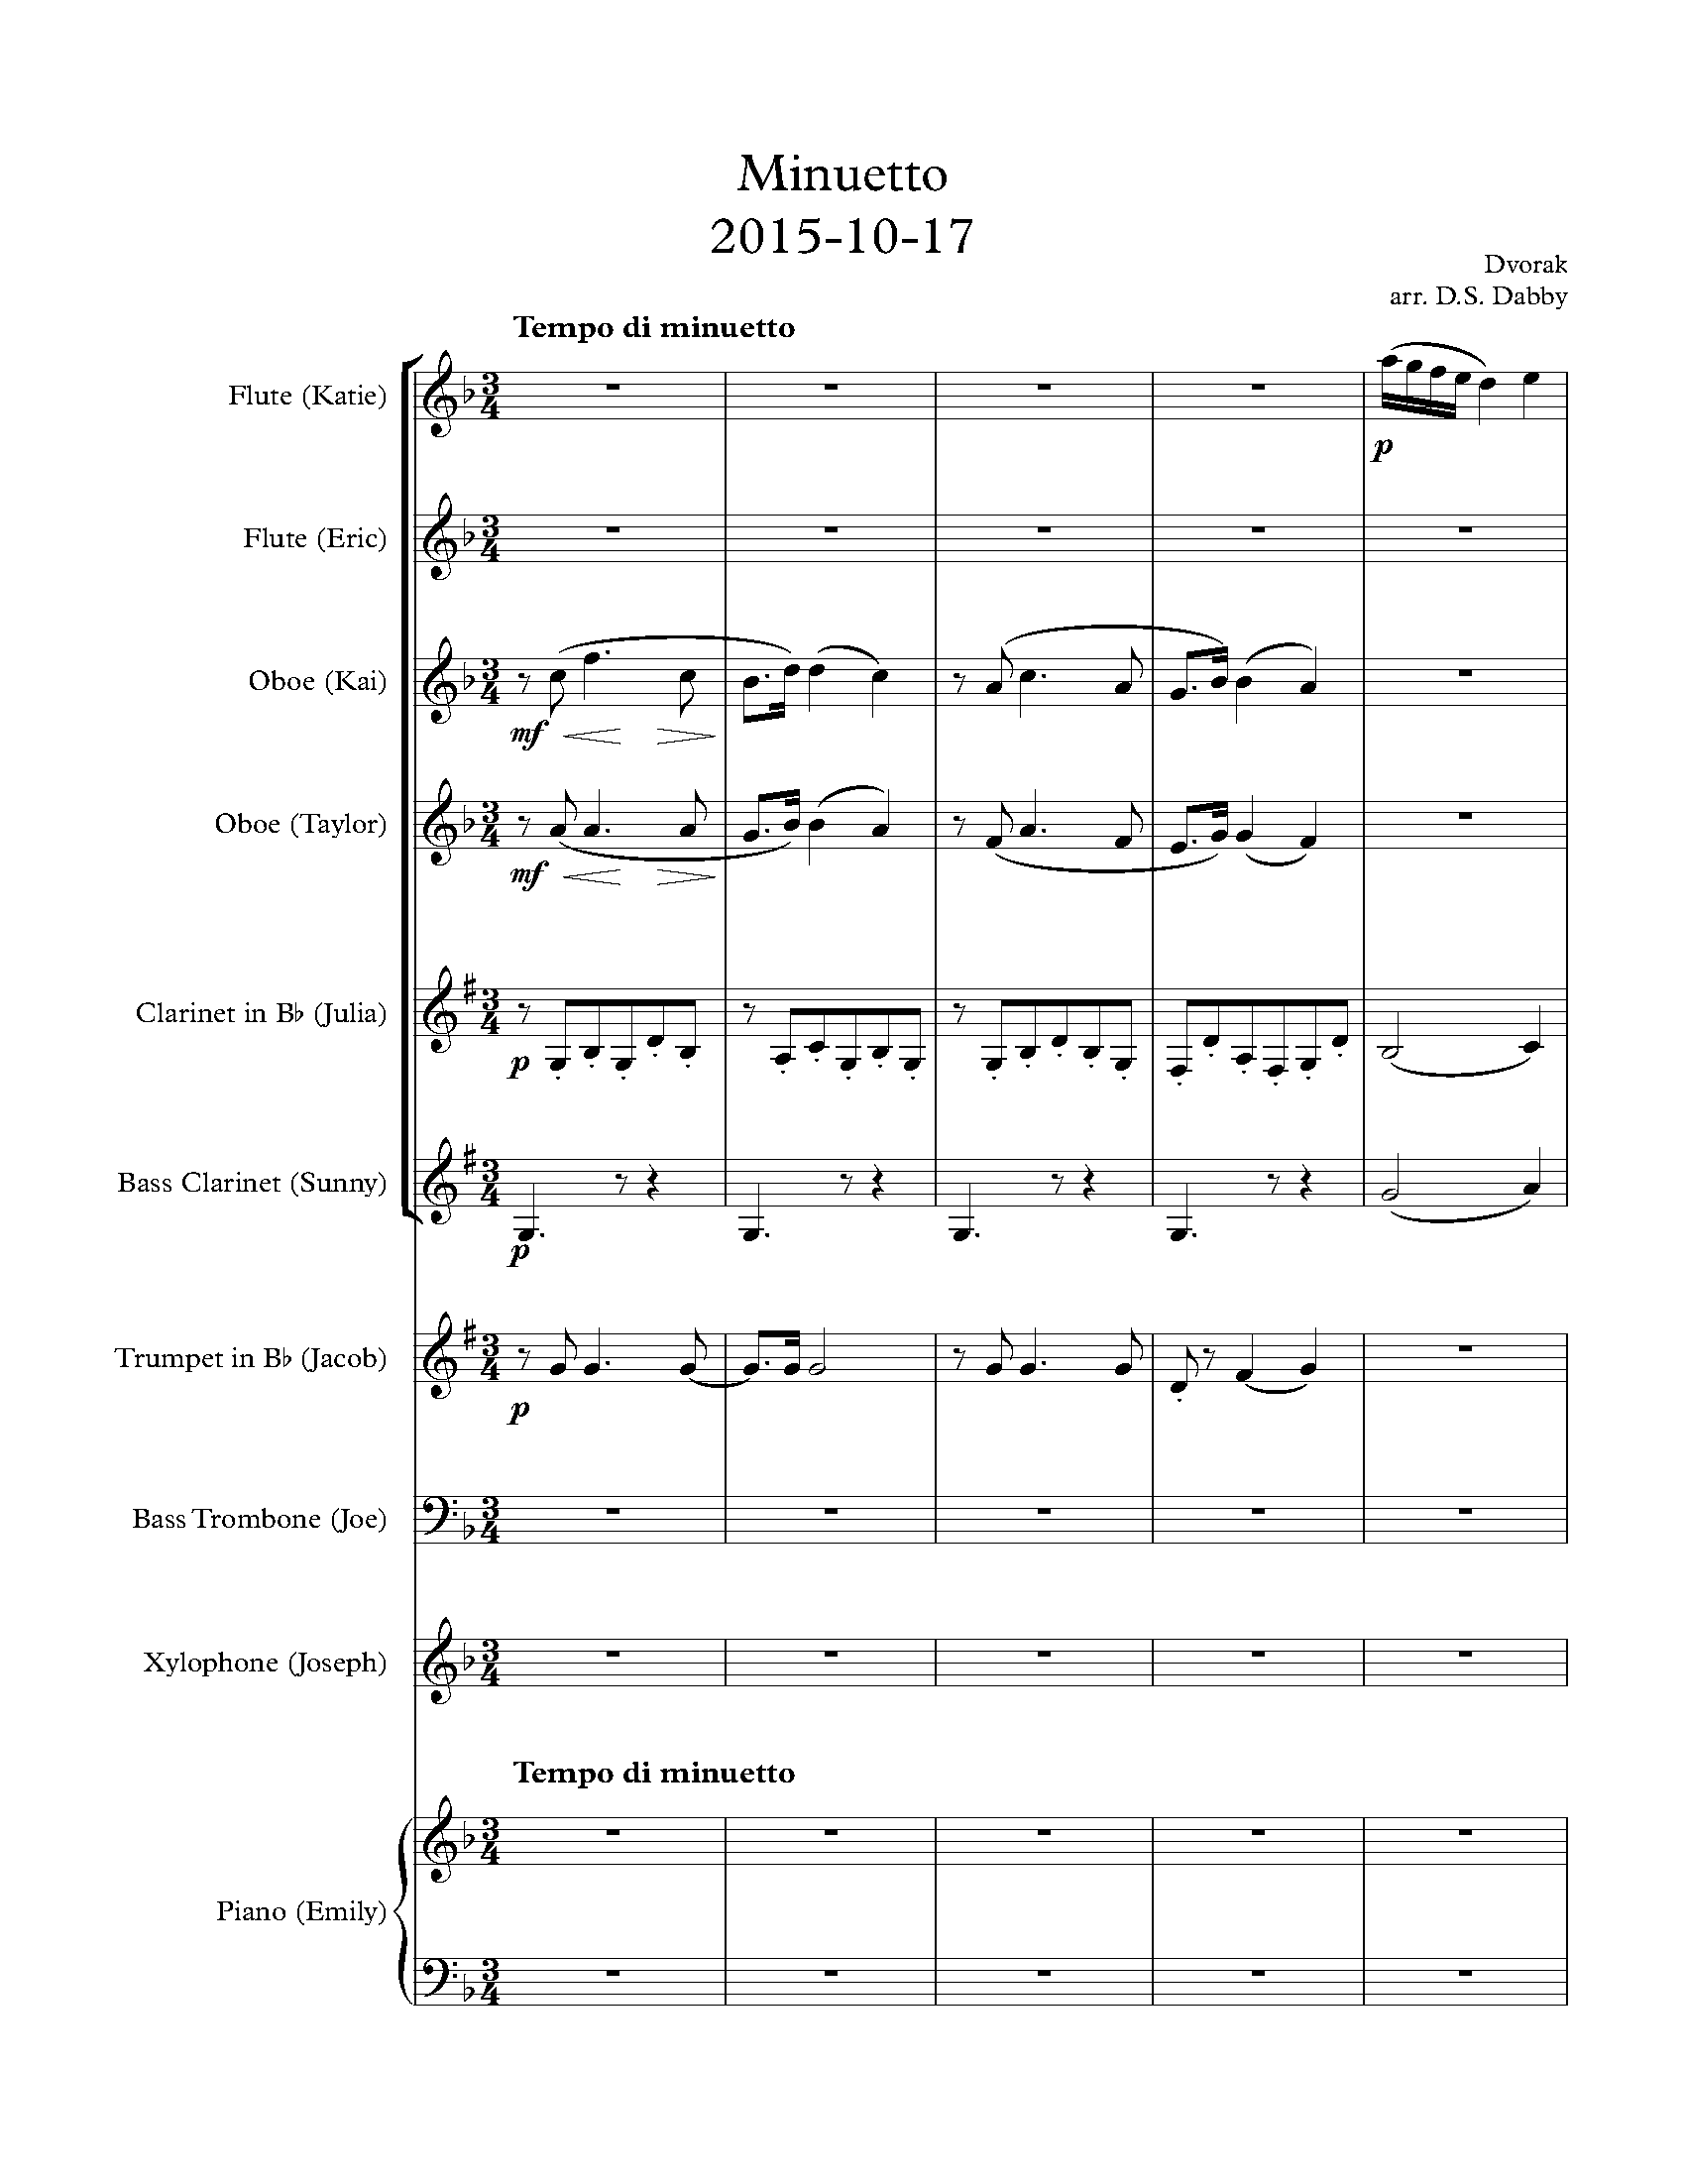 Minuetto
2015-10-17
Dvorak
arr. D.S. Dabby
Tempo di minuetto
Flute (Katie)
p
Flute (Eric)
Oboe (Kai)
mf
Oboe (Taylor)
mf
Clarinet in B♭ (Julia)
p
Bass Clarinet (Sunny)
p
Trumpet in B♭ (Jacob)
p
Bass Trombone (Joe)
Xylophone (Joseph)
Tempo di minuetto
Piano (Emily)